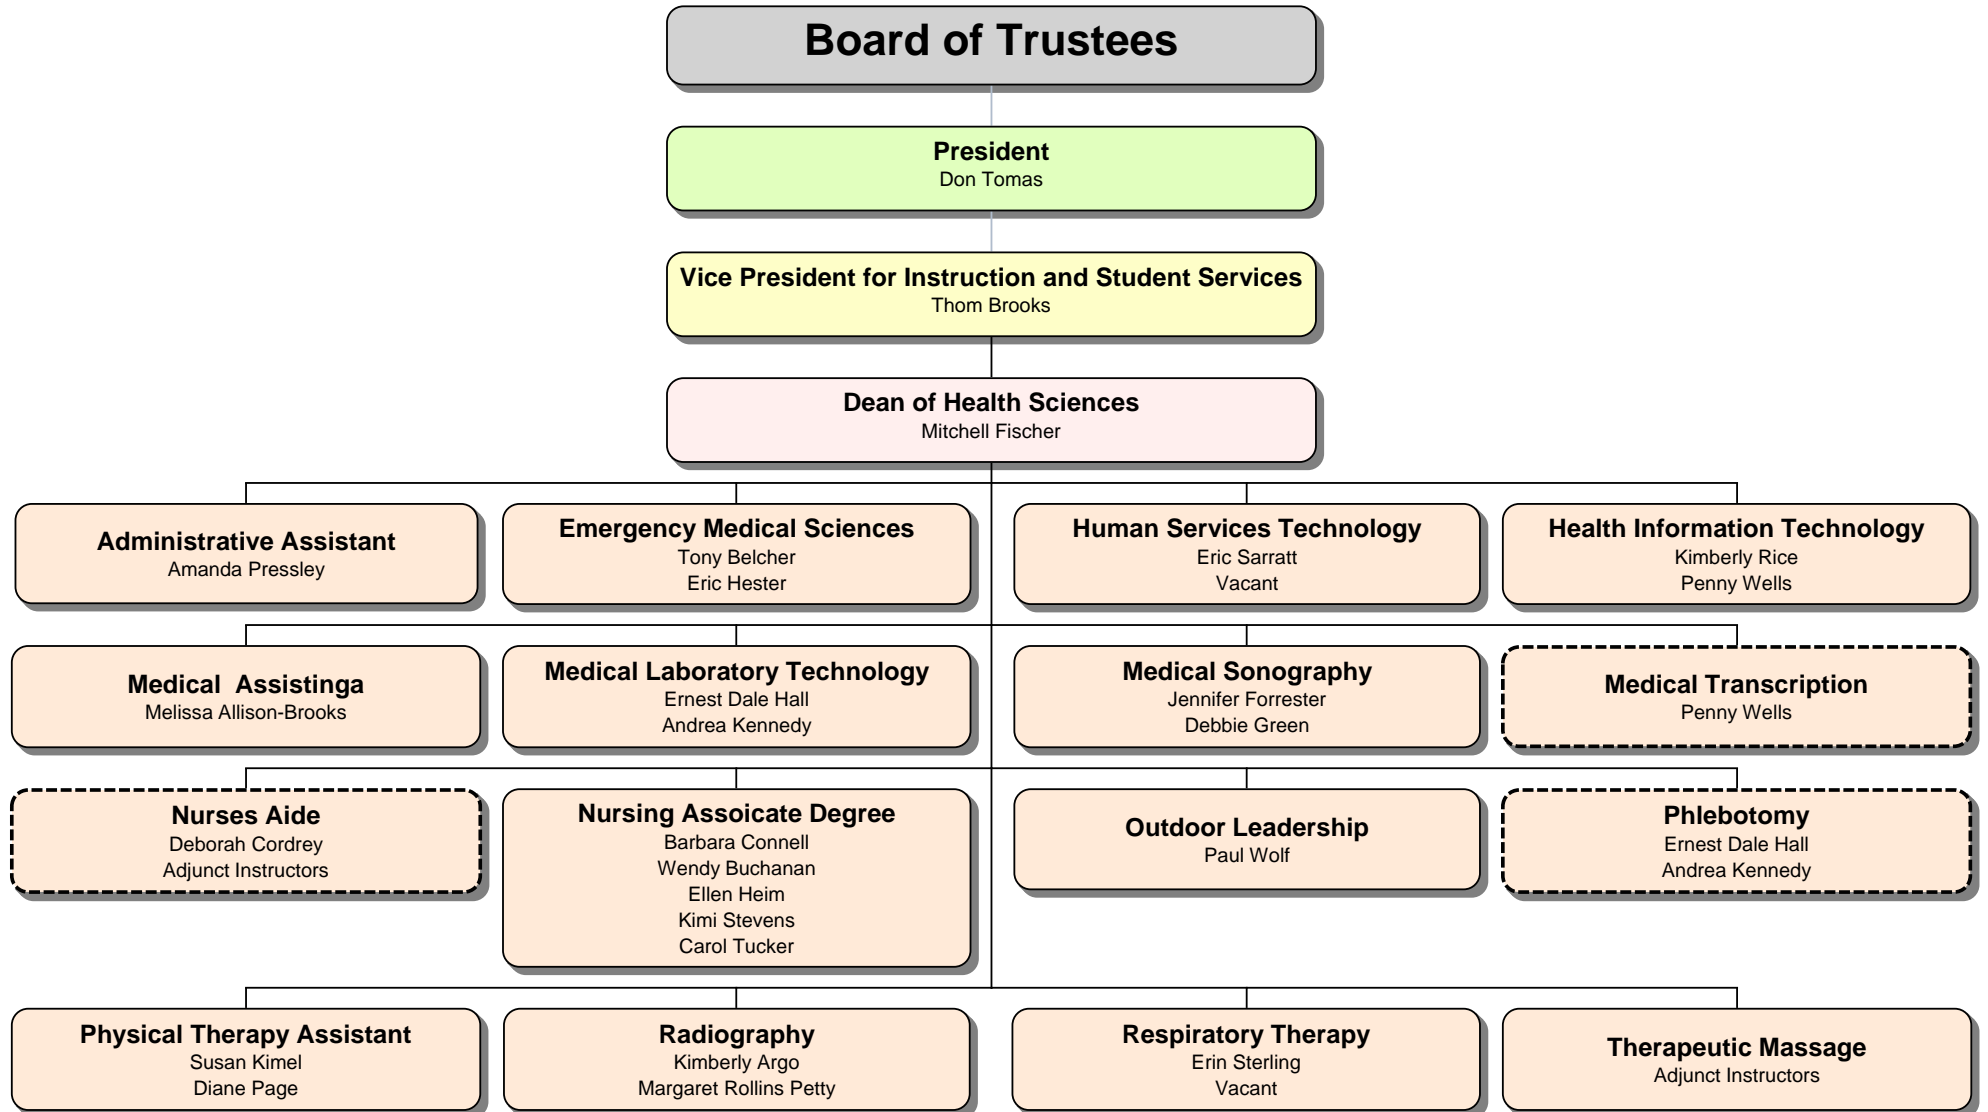 Board of Trustees
President
Don Tomas
Vice President for Instruction and Student Services
Thom Brooks
Dean of Health Sciences
Mitchell Fischer
Administrative Assistant
Amanda Pressley
Emergency Medical Sciences
Tony Belcher
Eric Hester
Human Services Technology
Eric Sarratt
Vacant
Health Information Technology
Kimberly Rice
Penny Wells
Medical  Assistinga
Melissa Allison-Brooks
Medical Laboratory Technology
Ernest Dale Hall
Andrea Kennedy
Medical Sonography
Jennifer Forrester
Debbie Green
Medical Transcription
Penny Wells
Nurses Aide
Deborah Cordrey
Adjunct Instructors
Nursing Assoicate Degree
Barbara Connell
Wendy Buchanan
Ellen Heim
Kimi Stevens
Carol Tucker
Outdoor Leadership
Paul Wolf
Phlebotomy
Ernest Dale Hall
Andrea Kennedy
Physical Therapy Assistant
Susan Kimel
Diane Page
Radiography
Kimberly Argo
Margaret Rollins Petty
Respiratory Therapy
Erin Sterling
Vacant
Therapeutic Massage
Adjunct Instructors